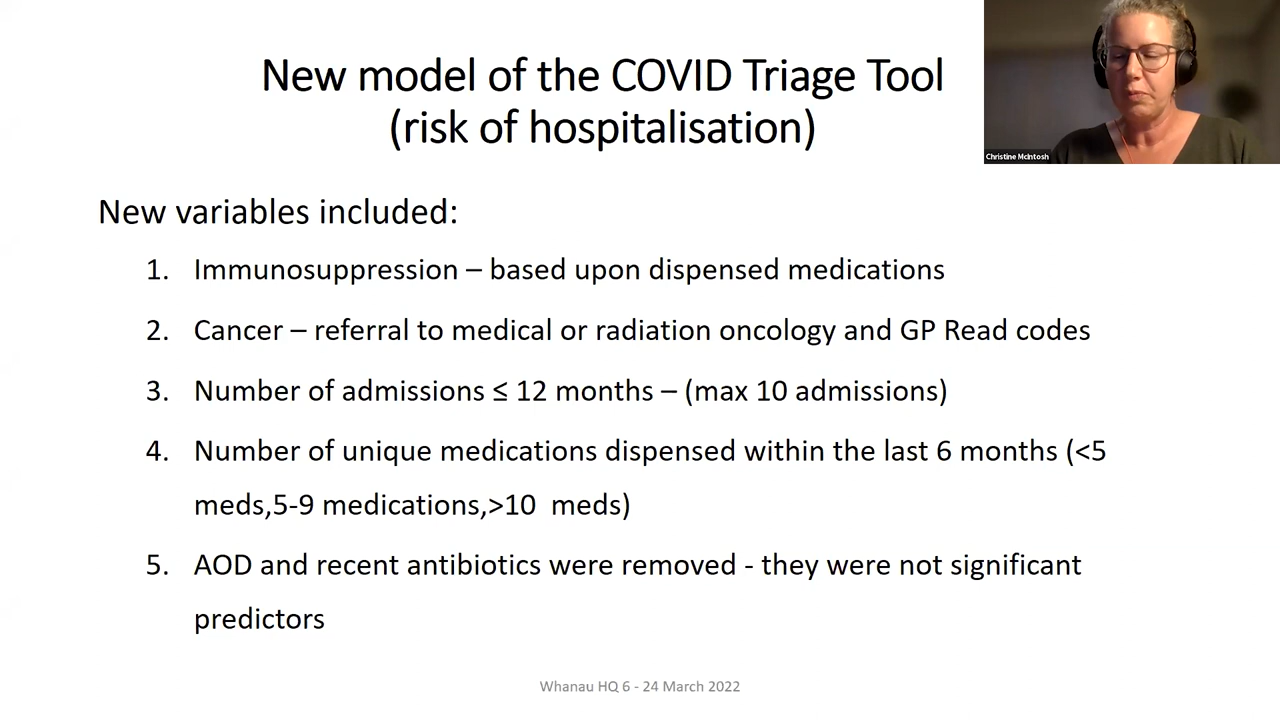 New model of the COVID Triage Tool
(risk of hospitalisation)
Christine McIntosh
New variables included:
1. Immunosuppression – based upon dispensed medications
2. Cancer – referral to medical or radiation oncology and GP Read codes
3. Number of admissions ≤ 12 months – (max 10 admissions)
4. Number of unique medications dispensed within the last 6 months (<5
meds,5-9 medications,>10  meds)
5. AOD and recent antibiotics were removed - they were not significant
predictors
Whanau HQ 6 - 24 March 2022